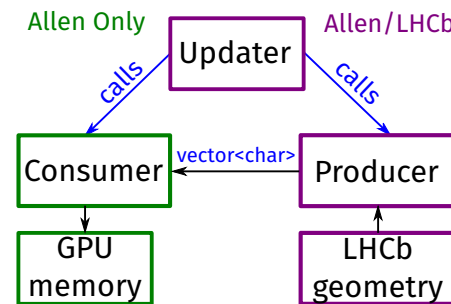 Allen Only
Allen/LHCb
Updater
calls
calls
Consumer
vector<char>
Producer
GPU
memory
LHCb
geometry